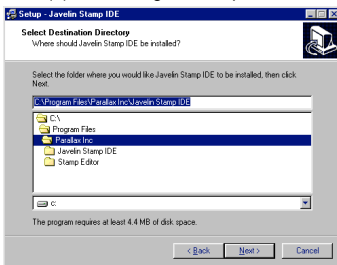 Setup - Javelin Stamp IDE
Select Destination Directory
Where should Javelin Stamp IDE be installed?
Select the folder where you would like Javelin Stamp IDE to be installed, then click
Next.
C:\Program Files\Parallax Inc\Javelin Stamp IDE
C:\
Program Files
Parallax Inc
Javelin Stamp IDE
Stamp Editor
c:
The program requires at least 4.4 MB of disk space.
< Back
Next >
Cancel